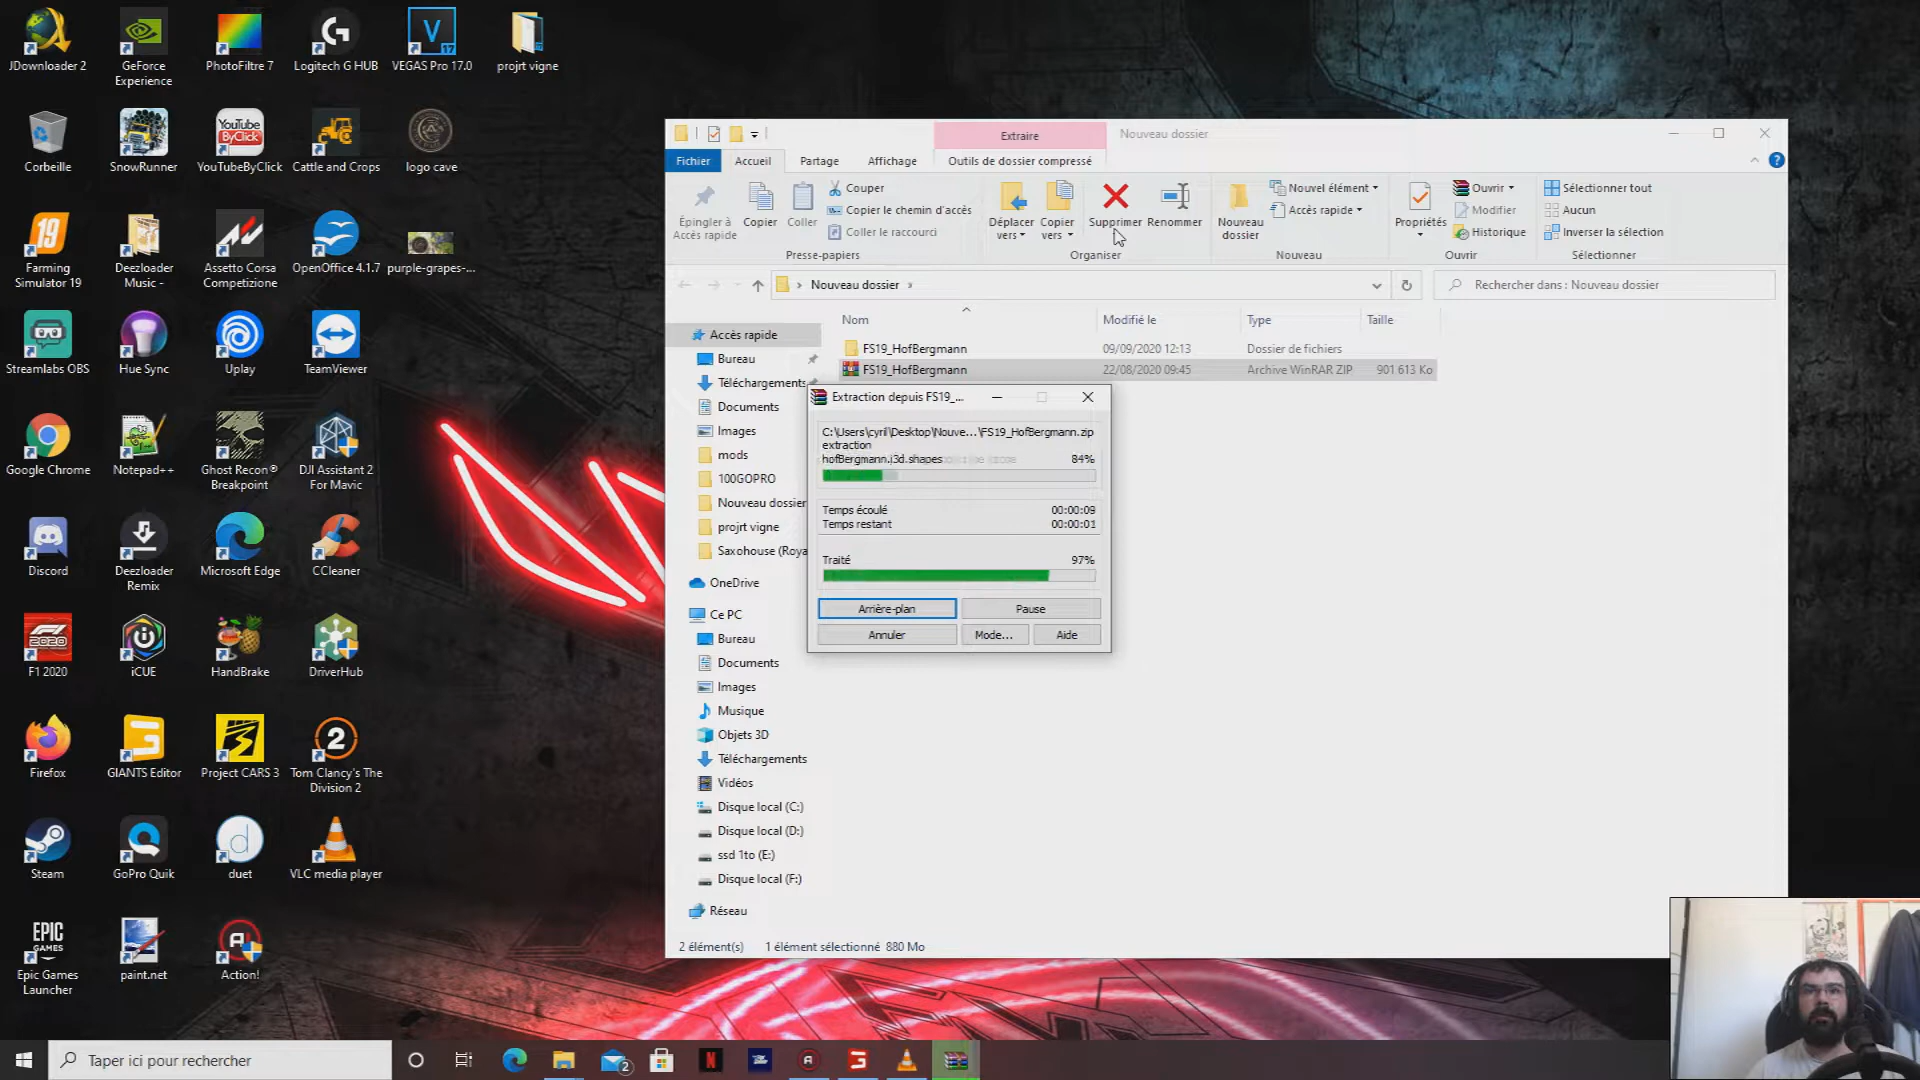 JDownloader 2
GeForce
Experience
PhotoFiltre 7
Logitech G HUB
VEGAS Pro 17.0
projrt vigne
Corbeille
SnowRunner
YouTubeByClick
Cattle and Crops
logo cave
Farming
Simulator 19
Deezloader
Music -
Assetto Corsa
Competizione
OpenOffice 4.1.7
purple-grapes-...
Streamlabs OBS
Hue Sync
Uplay
TeamViewer
Google Chrome
Notepad++
Ghost Recon®
Breakpoint
DJI Assistant 2
For Mavic
Discord
Deezloader
Remix
Microsoft Edge
CCleaner
F1 2020
iCUE
HandBrake
DriverHub
Firefox
GIANTS Editor
Project CARS 3
Tom Clancy's The
Division 2
Steam
GoPro Quik
duet
VLC media player
Epic Games
Launcher
paint.net
Action!
Extraire
Nouveau dossier
Fichier
Accueil
Partage
Affichage
Outils de dossier compressé
Épingler à
Accès rapide
Copier
Coller
Couper
Copier le chemin d'accès
Coller le raccourci
Presse-papiers
Déplacer
vers
Copier
vers
Supprimer
Renommer
Organiser
Nouveau
dossier
Nouvel élément
Accès rapide
Nouveau
Propriétés
Ouvrir
Modifier
Historique
Ouvrir
Sélectionner tout
Aucun
Inverser la sélection
Sélectionner
Nouveau dossier
Rechercher dans : Nouveau dossier
Nom
Modifié le
Type
Taille
FS19_HofBergmann
09/09/2020 12:13
Dossier de fichiers
FS19_HofBergmann
22/08/2020 09:45
Archive WinRAR ZIP
901 613 Ko
Accès rapide
Bureau
Téléchargements
Documents
Images
mods
100GOPRO
Nouveau dossier
projrt vigne
Saxohouse (Roya
OneDrive
Ce PC
Bureau
Documents
Images
Musique
Objets 3D
Téléchargements
Vidéos
Disque local (C:)
Disque local (D:)
ssd 1to (E:)
Disque local (F:)
Réseau
2 élément(s)
1 élément sélectionné 880 Mo
Extraction depuis FS19_...
C:\Users\cyril\Desktop\Nouve...\FS19_HofBergmann.zip
extraction
hofBergmann.i3d.shapes
84%
Temps écoulé
00:00:09
Temps restant
00:00:01
Traité
97%
Arrière-plan
Pause
Annuler
Mode...
Aide
Taper ici pour rechercher
2